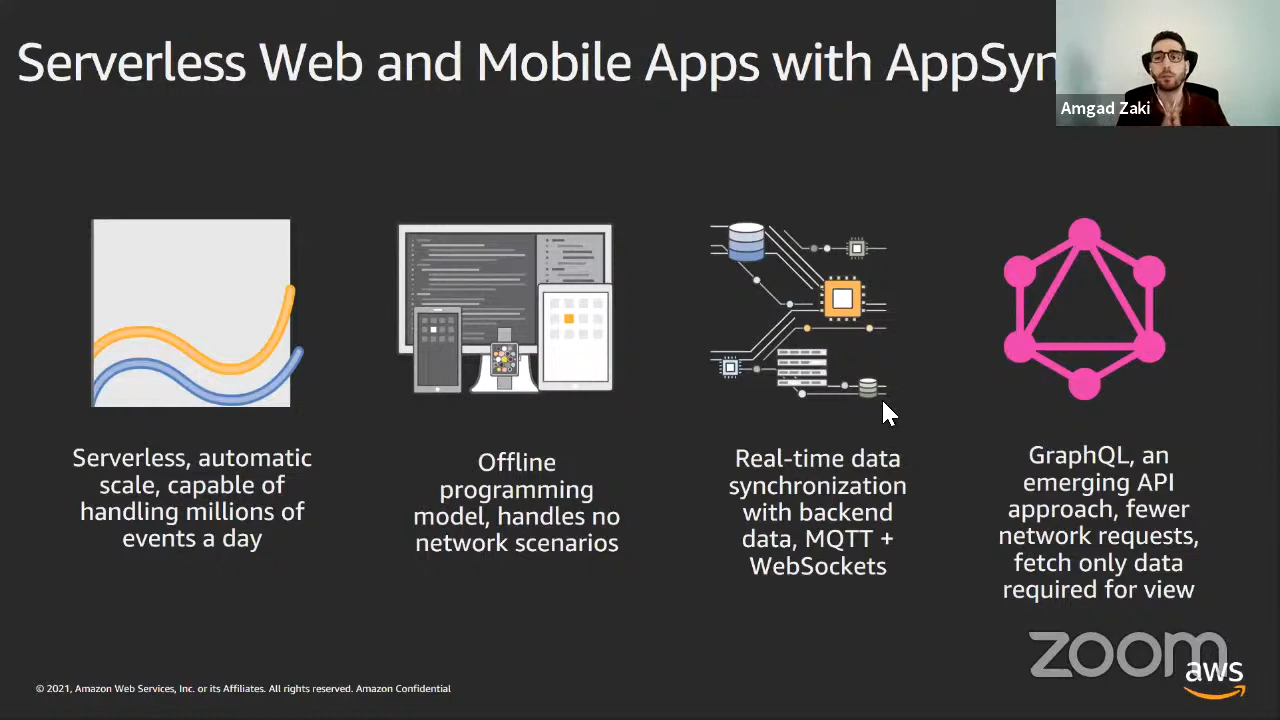 Serverless Web and Mobile Apps with AppSyn
Amgad Zaki
Serverless, automatic
scale, capable of
handling millions of
events a day
Offline
programming
model, handles no
network scenarios
Real-time data
synchronization
with backend
data, MQTT +
WebSockets
GraphQL, an
emerging API
approach, fewer
network requests,
fetch only data
required for view
zoom
aws
© 2021, Amazon Web Services, Inc. or its Affiliates. All rights reserved. Amazon Confidential